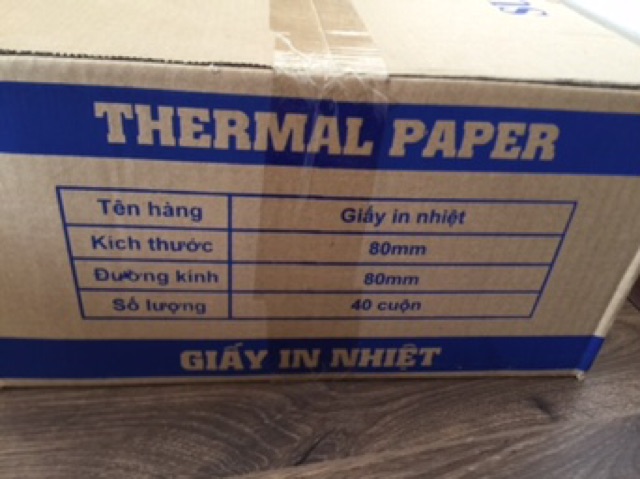 THERMAL PAPER
Tên hàng Giấy in nhiệt
Kích thước 80mm
Đường kính 80mm
Số lượng 40 cuộn
GIẤY IN NHIỆT